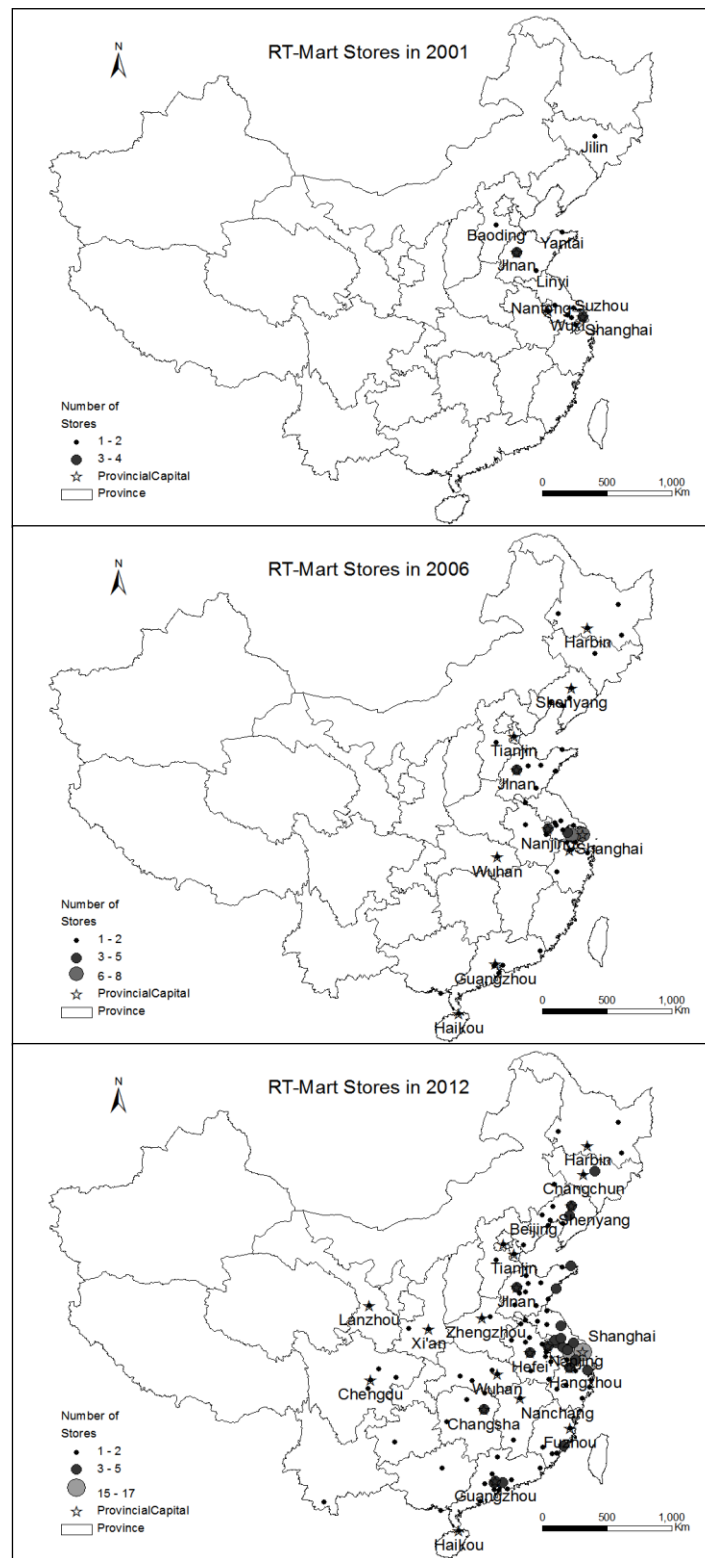 RT-Mart Stores in 2001
N
Jilin
Baoding
Yantai
JInan
Linyi
Nantong
Suzhou
Wuxi
Shanghai
Number of
Stores
1 - 2
3 - 4
ProvincialCapital
Province
0 500 1,000
Km
RT-Mart Stores in 2006
N
Harbin
Shenyang
Tianjin
JInan
Nanjing
Shanghai
Wuhan
Guangzhou
Haikou
Number of
Stores
1 - 2
3 - 5
6 - 8
ProvincialCapital
Province
0 500 1,000
Km
RT-Mart Stores in 2012
N
Harbin
Changchun
Shenyang
Beijing
Tianjin
JInan
Lanzhou
Xi'an
Zhengzhou
Shanghai
Hefei
Nanjing
Hangzhou
Chengdu
Wuhan
Nanchang
Changsha
Fuzhou
Guangzhou
Haikou
Number of
Stores
1 - 2
3 - 5
15 - 17
ProvincialCapital
Province
0 500 1,000
Km